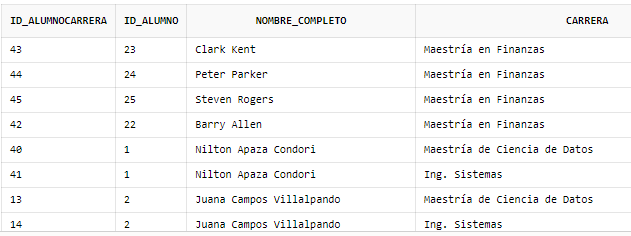 ID_ALUMNOCARRERA ID_ALUMNO NOMBRE_COMPLETO CARRERA
43 23 Clark Kent Maestría en Finanzas
44 24 Peter Parker Maestría en Finanzas
45 25 Steven Rogers Maestría en Finanzas
42 22 Barry Allen Maestría en Finanzas
40 1 Nilton Apaza Condori Maestría de Ciencia de Datos
41 1 Nilton Apaza Condori Ing. Sistemas
13 2 Juana Campos Villalpando Maestría de Ciencia de Datos
14 2 Juana Campos Villalpando Ing. Sistemas